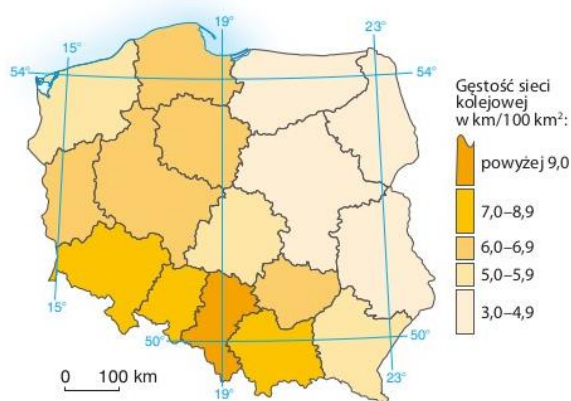 19°
23°
15°
54°
54°
Gęstość sieci
kolejowej
w km/100 km²:
powyżej 9,0
7,0–8,9
6,0–6,9
5,0–5,9
3,0–4,9
15°
50°
50°
23°
19°
0 100 km